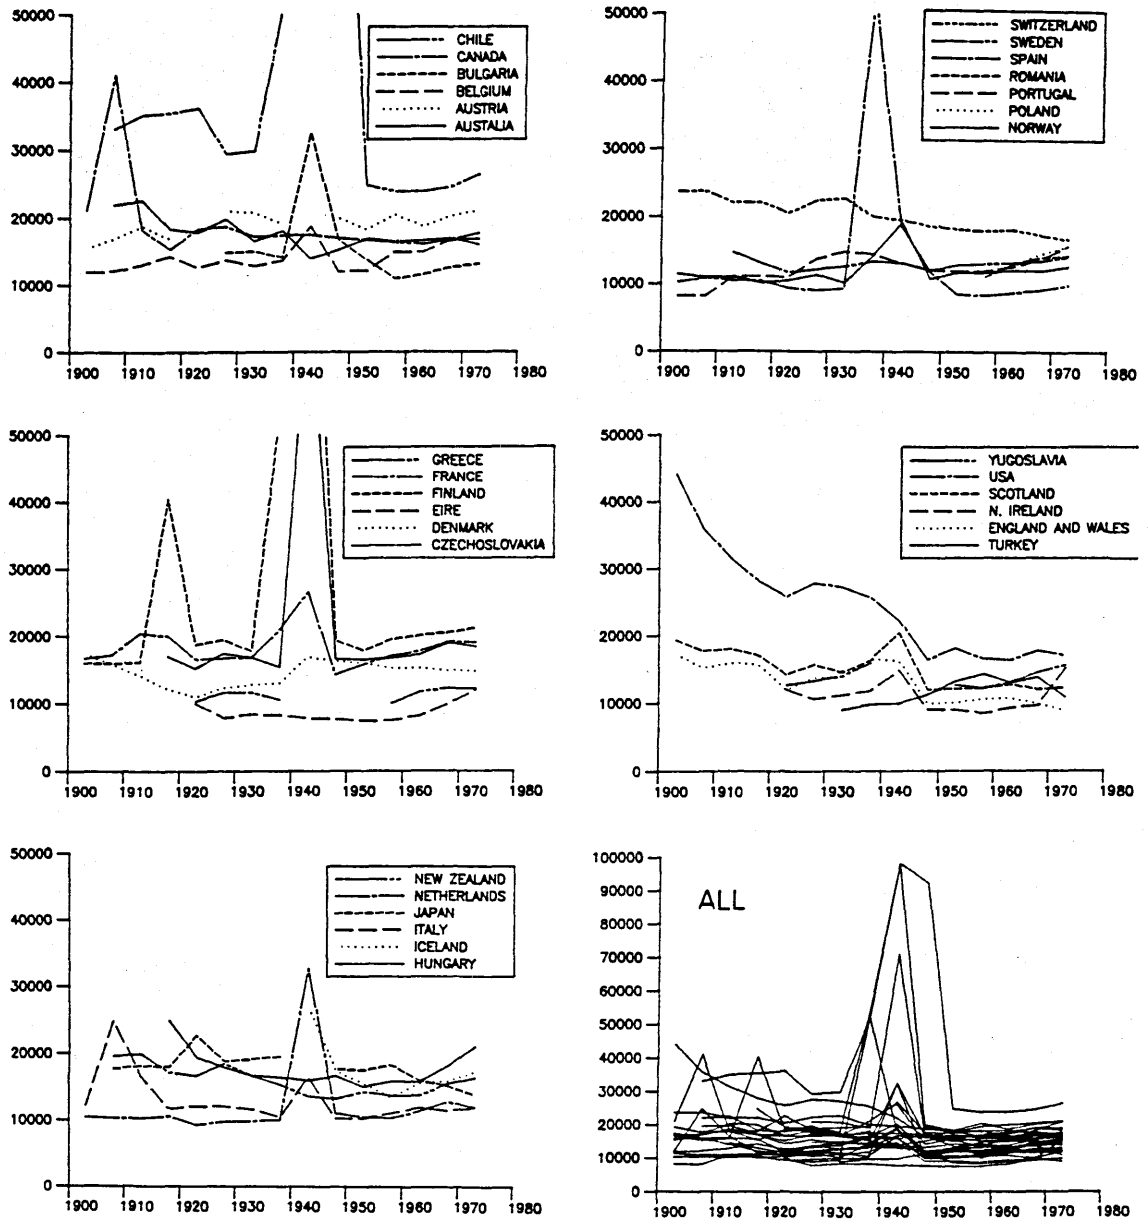 50000
40000
30000
20000
10000
0
1900 1910 1920 1930 1940 1950 1960 1970 1980
CHILE
CANADA
BULGARIA
BELGIUM
AUSTRIA
AUSTALIA
50000
40000
30000
20000
10000
0
1900 1910 1920 1930 1940 1950 1960 1970 1980
SWITZERLAND
SWEDEN
SPAIN
ROMANIA
PORTUGAL
POLAND
NORWAY
50000
40000
30000
20000
10000
0
1900 1910 1920 1930 1940 1950 1960 1970 1980
GREECE
FRANCE
FINLAND
EIRE
DENMARK
CZECHOSLOVAKIA
50000
40000
30000
20000
10000
0
1900 1910 1920 1930 1940 1950 1960 1970 1980
YUGOSLAVIA
USA
SCOTLAND
N. IRELAND
ENGLAND AND WALES
TURKEY
50000
40000
30000
20000
10000
0
1900 1910 1920 1930 1940 1950 1960 1970 1980
NEW ZEALAND
NETHERLANDS
JAPAN
ITALY
ICELAND
HUNGARY
100000
90000
80000
70000
60000
50000
40000
30000
20000
10000
0
1900 1910 1920 1930 1940 1950 1960 1970 1980
ALL